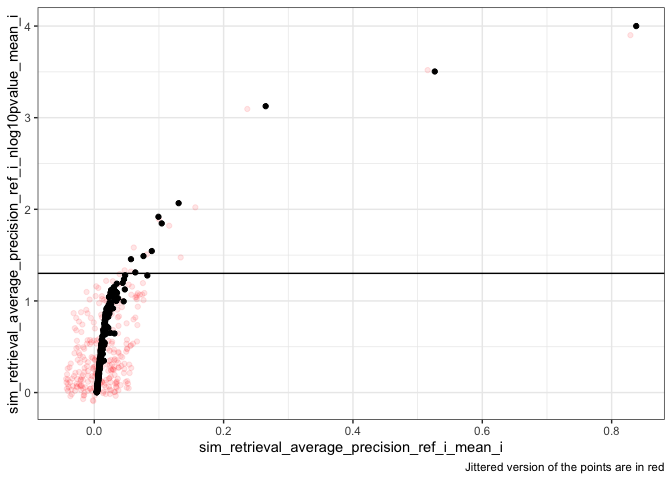 sim_retrieval_average_precision_ref_i_nlog10pvalue_mean_i
4
3
2
1
0
0.0 0.2 0.4 0.6 0.8
sim_retrieval_average_precision_ref_i_mean_i
Jittered version of the points are in red